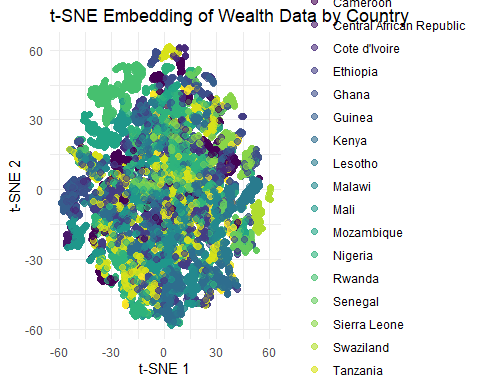 t-SNE Embedding of Wealth Data by Country
Cameroon
Central African Republic
Cote d'Ivoire
Ethiopia
Ghana
Guinea
Kenya
Lesotho
Malawi
Mali
Mozambique
Nigeria
Rwanda
Senegal
Sierra Leone
Swaziland
Tanzania
t-SNE 2
60
30
0
-30
-60
-60 -30 0 30 60
t-SNE 1